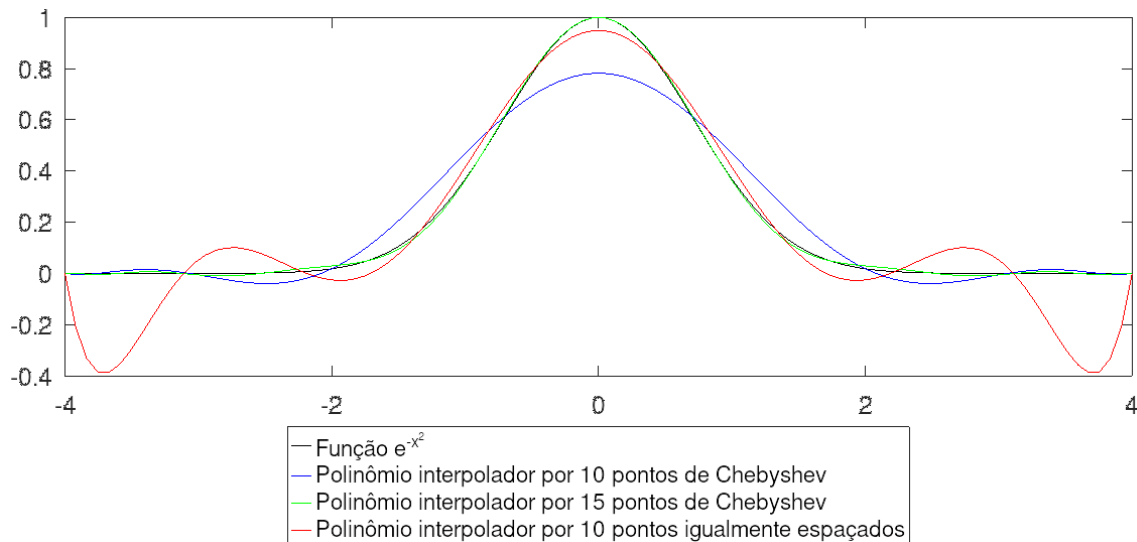 1
0.8
0.6
0.4
0.2
0
-0.2
-0.4
-4 -2 0 2 4
Função e^-x²
Polinômio interpolador por 10 pontos de Chebyshev
Polinômio interpolador por 15 pontos de Chebyshev
Polinômio interpolador por 10 pontos igualmente espaçados